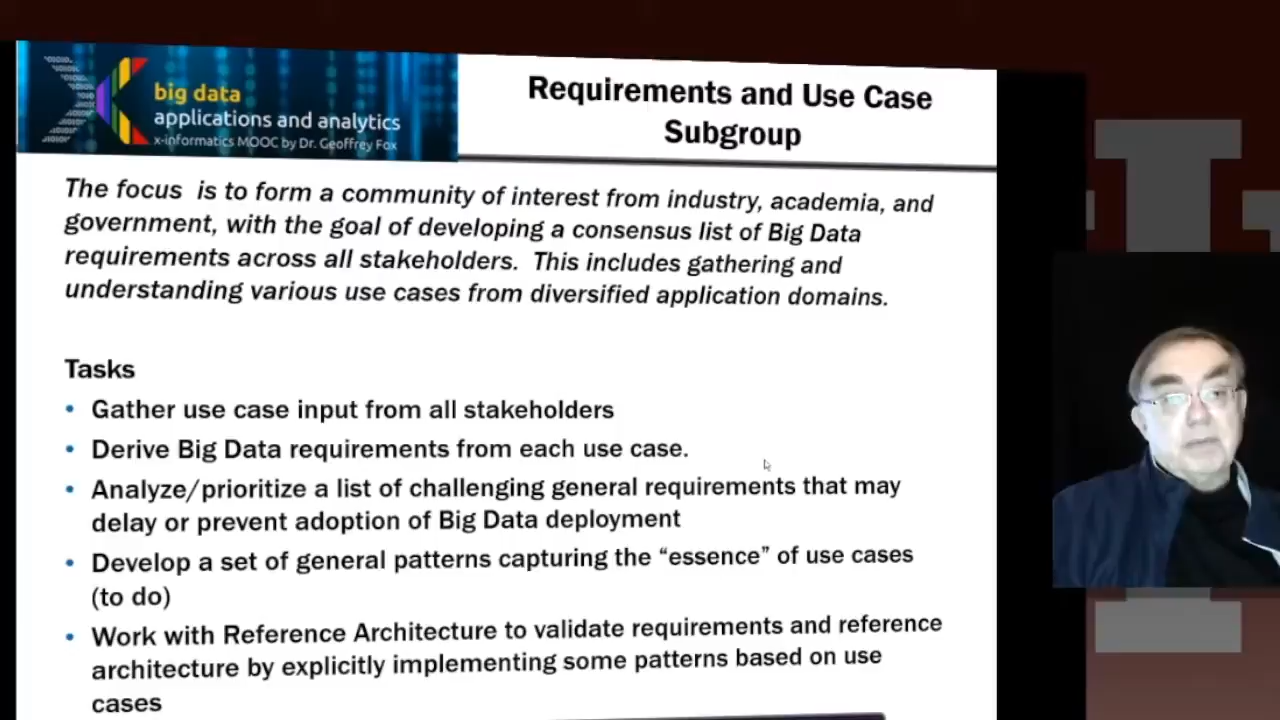 big data
applications and analytics
x-informatics MOOC by Dr. Geoffrey Fox
Requirements and Use Case
Subgroup
The focus is to form a community of interest from industry, academia, and
government, with the goal of developing a consensus list of Big Data
requirements across all stakeholders. This includes gathering and
understanding various use cases from diversified application domains.
Tasks
• Gather use case input from all stakeholders
• Derive Big Data requirements from each use case.
• Analyze/prioritize a list of challenging general requirements that may
delay or prevent adoption of Big Data deployment
• Develop a set of general patterns capturing the “essence” of use cases
(to do)
• Work with Reference Architecture to validate requirements and reference
architecture by explicitly implementing some patterns based on use
cases